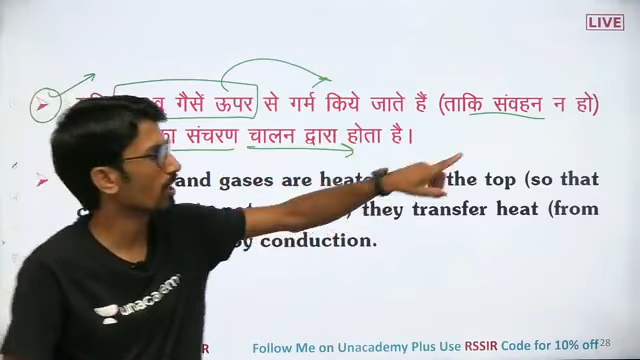 LIVE
गैसें ऊपर से गर्म किये जाते हैं (ताकि संवहन न हो)
का संचरण चालन द्वारा होता है।
and gases are the top (so that
they transfer heat (from
by conduction.
unacademy
Follow Me on Unacademy Plus Use RSSIR Code for 10% off 28